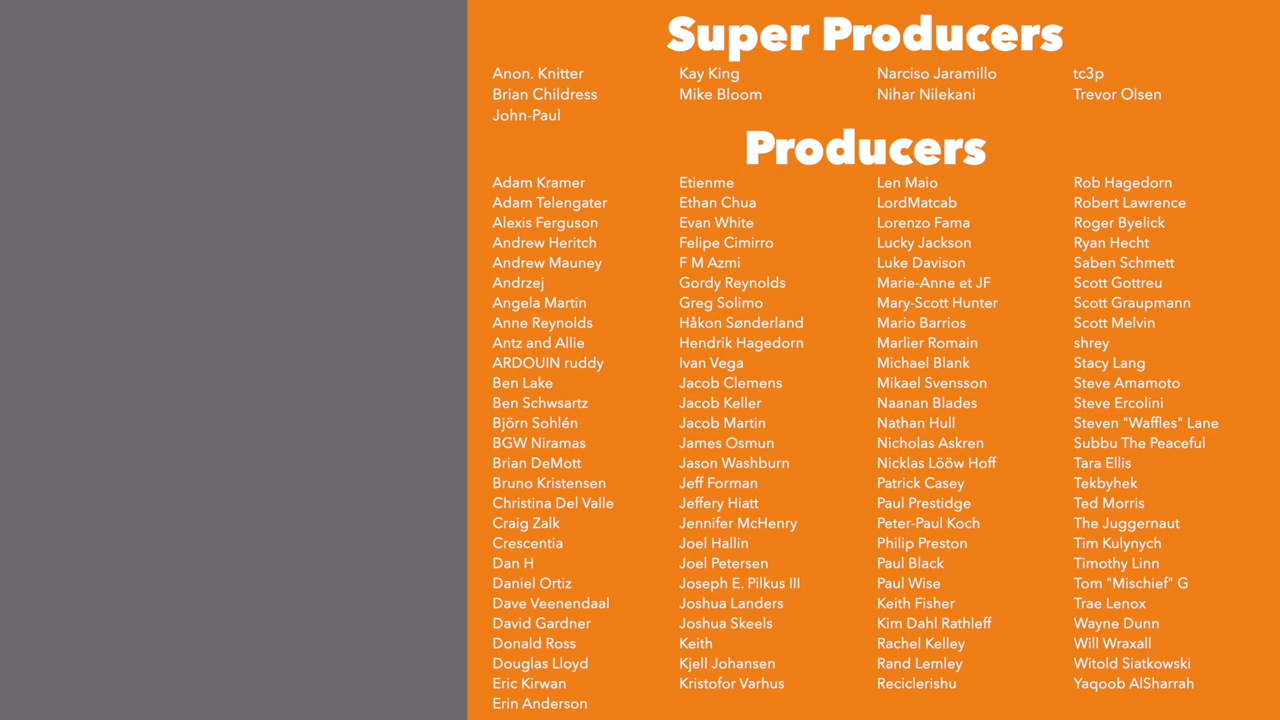 Super Producers
Anon. Knitter
Brian Childress
John-Paul
Kay King
Mike Bloom
Narciso Jaramillo
Nihar Nilekani
tc3p
Trevor Olsen
Producers
Adam Kramer
Adam Telengater
Alexis Ferguson
Andrew Heritch
Andrew Mauney
Andrzej
Angela Martin
Anne Reynolds
Antz and Allie
ARDOUIN ruddy
Ben Lake
Ben Schwsartz
Björn Sohlén
BGW Niramas
Brian DeMott
Bruno Kristensen
Christina Del Valle
Craig Zalk
Crescentia
Dan H
Daniel Ortiz
Dave Veenendaal
David Gardner
Donald Ross
Douglas Lloyd
Eric Kirwan
Erin Anderson
Etienme
Ethan Chua
Evan White
Felipe Cimirro
F M Azmi
Gordy Reynolds
Greg Solimo
Håkon Sønderland
Hendrik Hagedorn
Ivan Vega
Jacob Clemens
Jacob Keller
Jacob Martin
James Osmun
Jason Washburn
Jeff Forman
Jeffery Hiatt
Jennifer McHenry
Joel Hallin
Joel Petersen
Joseph E. Pilkus III
Joshua Landers
Joshua Skeels
Keith
Kjell Johansen
Kristofor Varhus
Len Maio
LordMatcab
Lorenzo Fama
Lucky Jackson
Luke Davison
Marie-Anne et JF
Mary-Scott Hunter
Mario Barrios
Marlier Romain
Michael Blank
Mikael Svensson
Naanan Blades
Nathan Hull
Nicholas Askren
Nicklas Lööw Hoff
Patrick Casey
Paul Prestidge
Peter-Paul Koch
Philip Preston
Paul Black
Paul Wise
Keith Fisher
Kim Dahl Rathleff
Rachel Kelley
Rand Lemley
Reciclerishu
Rob Hagedorn
Robert Lawrence
Roger Byelick
Ryan Hecht
Saben Schmett
Scott Gottreu
Scott Graupmann
Scott Melvin
shrey
Stacy Lang
Steve Amamoto
Steve Ercolini
Steven "Waffles" Lane
Subbu The Peaceful
Tara Ellis
Tekbyhek
Ted Morris
The Juggernaut
Tim Kulynych
Timothy Linn
Tom "Mischief" G
Trae Lenox
Wayne Dunn
Will Wraxall
Witold Siatkowski
Yaqoob AlSharrah